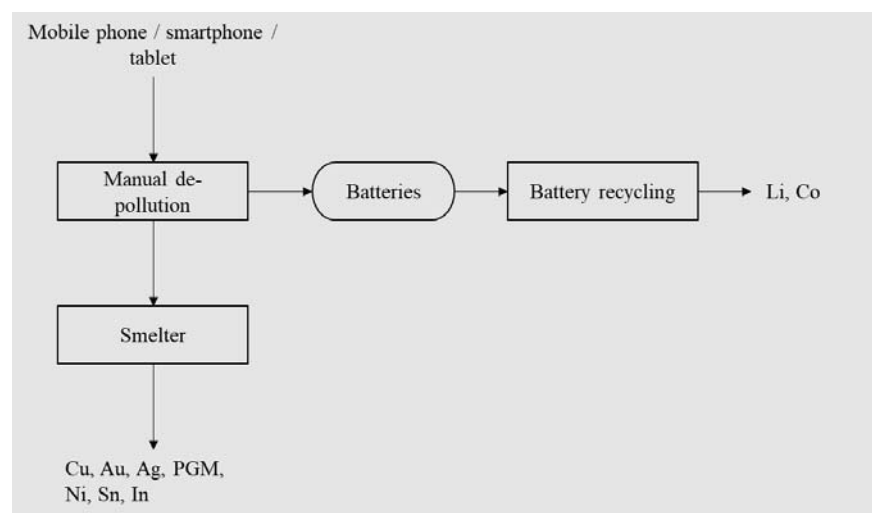 Mobile phone / smartphone /
tablet
Manual de-
pollution
Batteries
Battery recycling
Li, Co
Smelter
Cu, Au, Ag, PGM,
Ni, Sn, In